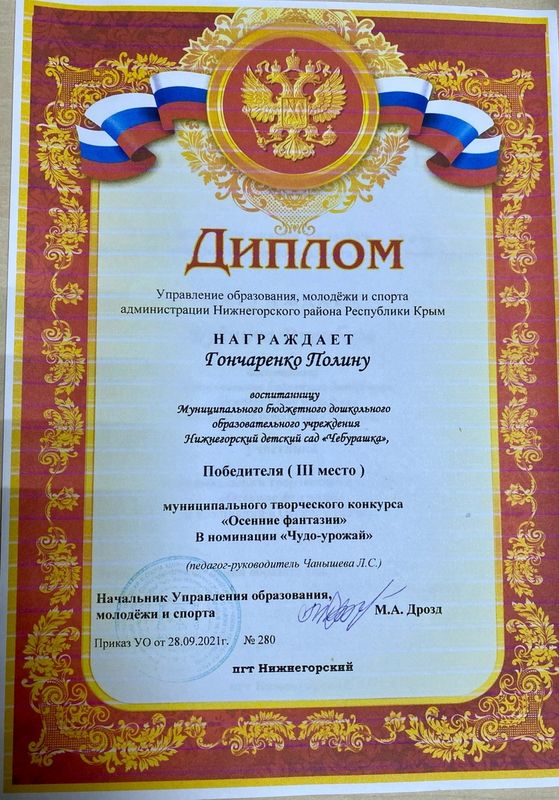 Диплом
Управление образования, молодёжи и спорта
администрации Нижнегорского района Республики Крым
НАГРАЖДАЕТ
Гончаренко Полину
воспитанницу
Муниципального бюджетного дошкольного
образовательного учреждения
Нижнегорский детский сад «Чебурашка»,
Победителя ( III место )
муниципального творческого конкурса
«Осенние фантазии»
В номинации «Чудо-урожай»
(педагог-руководитель Чанышева Л.С.)
Начальник Управления образования,
молодёжи и спорта М.А. Дрозд
Приказ УО от 28.09.2021г. № 280
пгт Нижнегорский